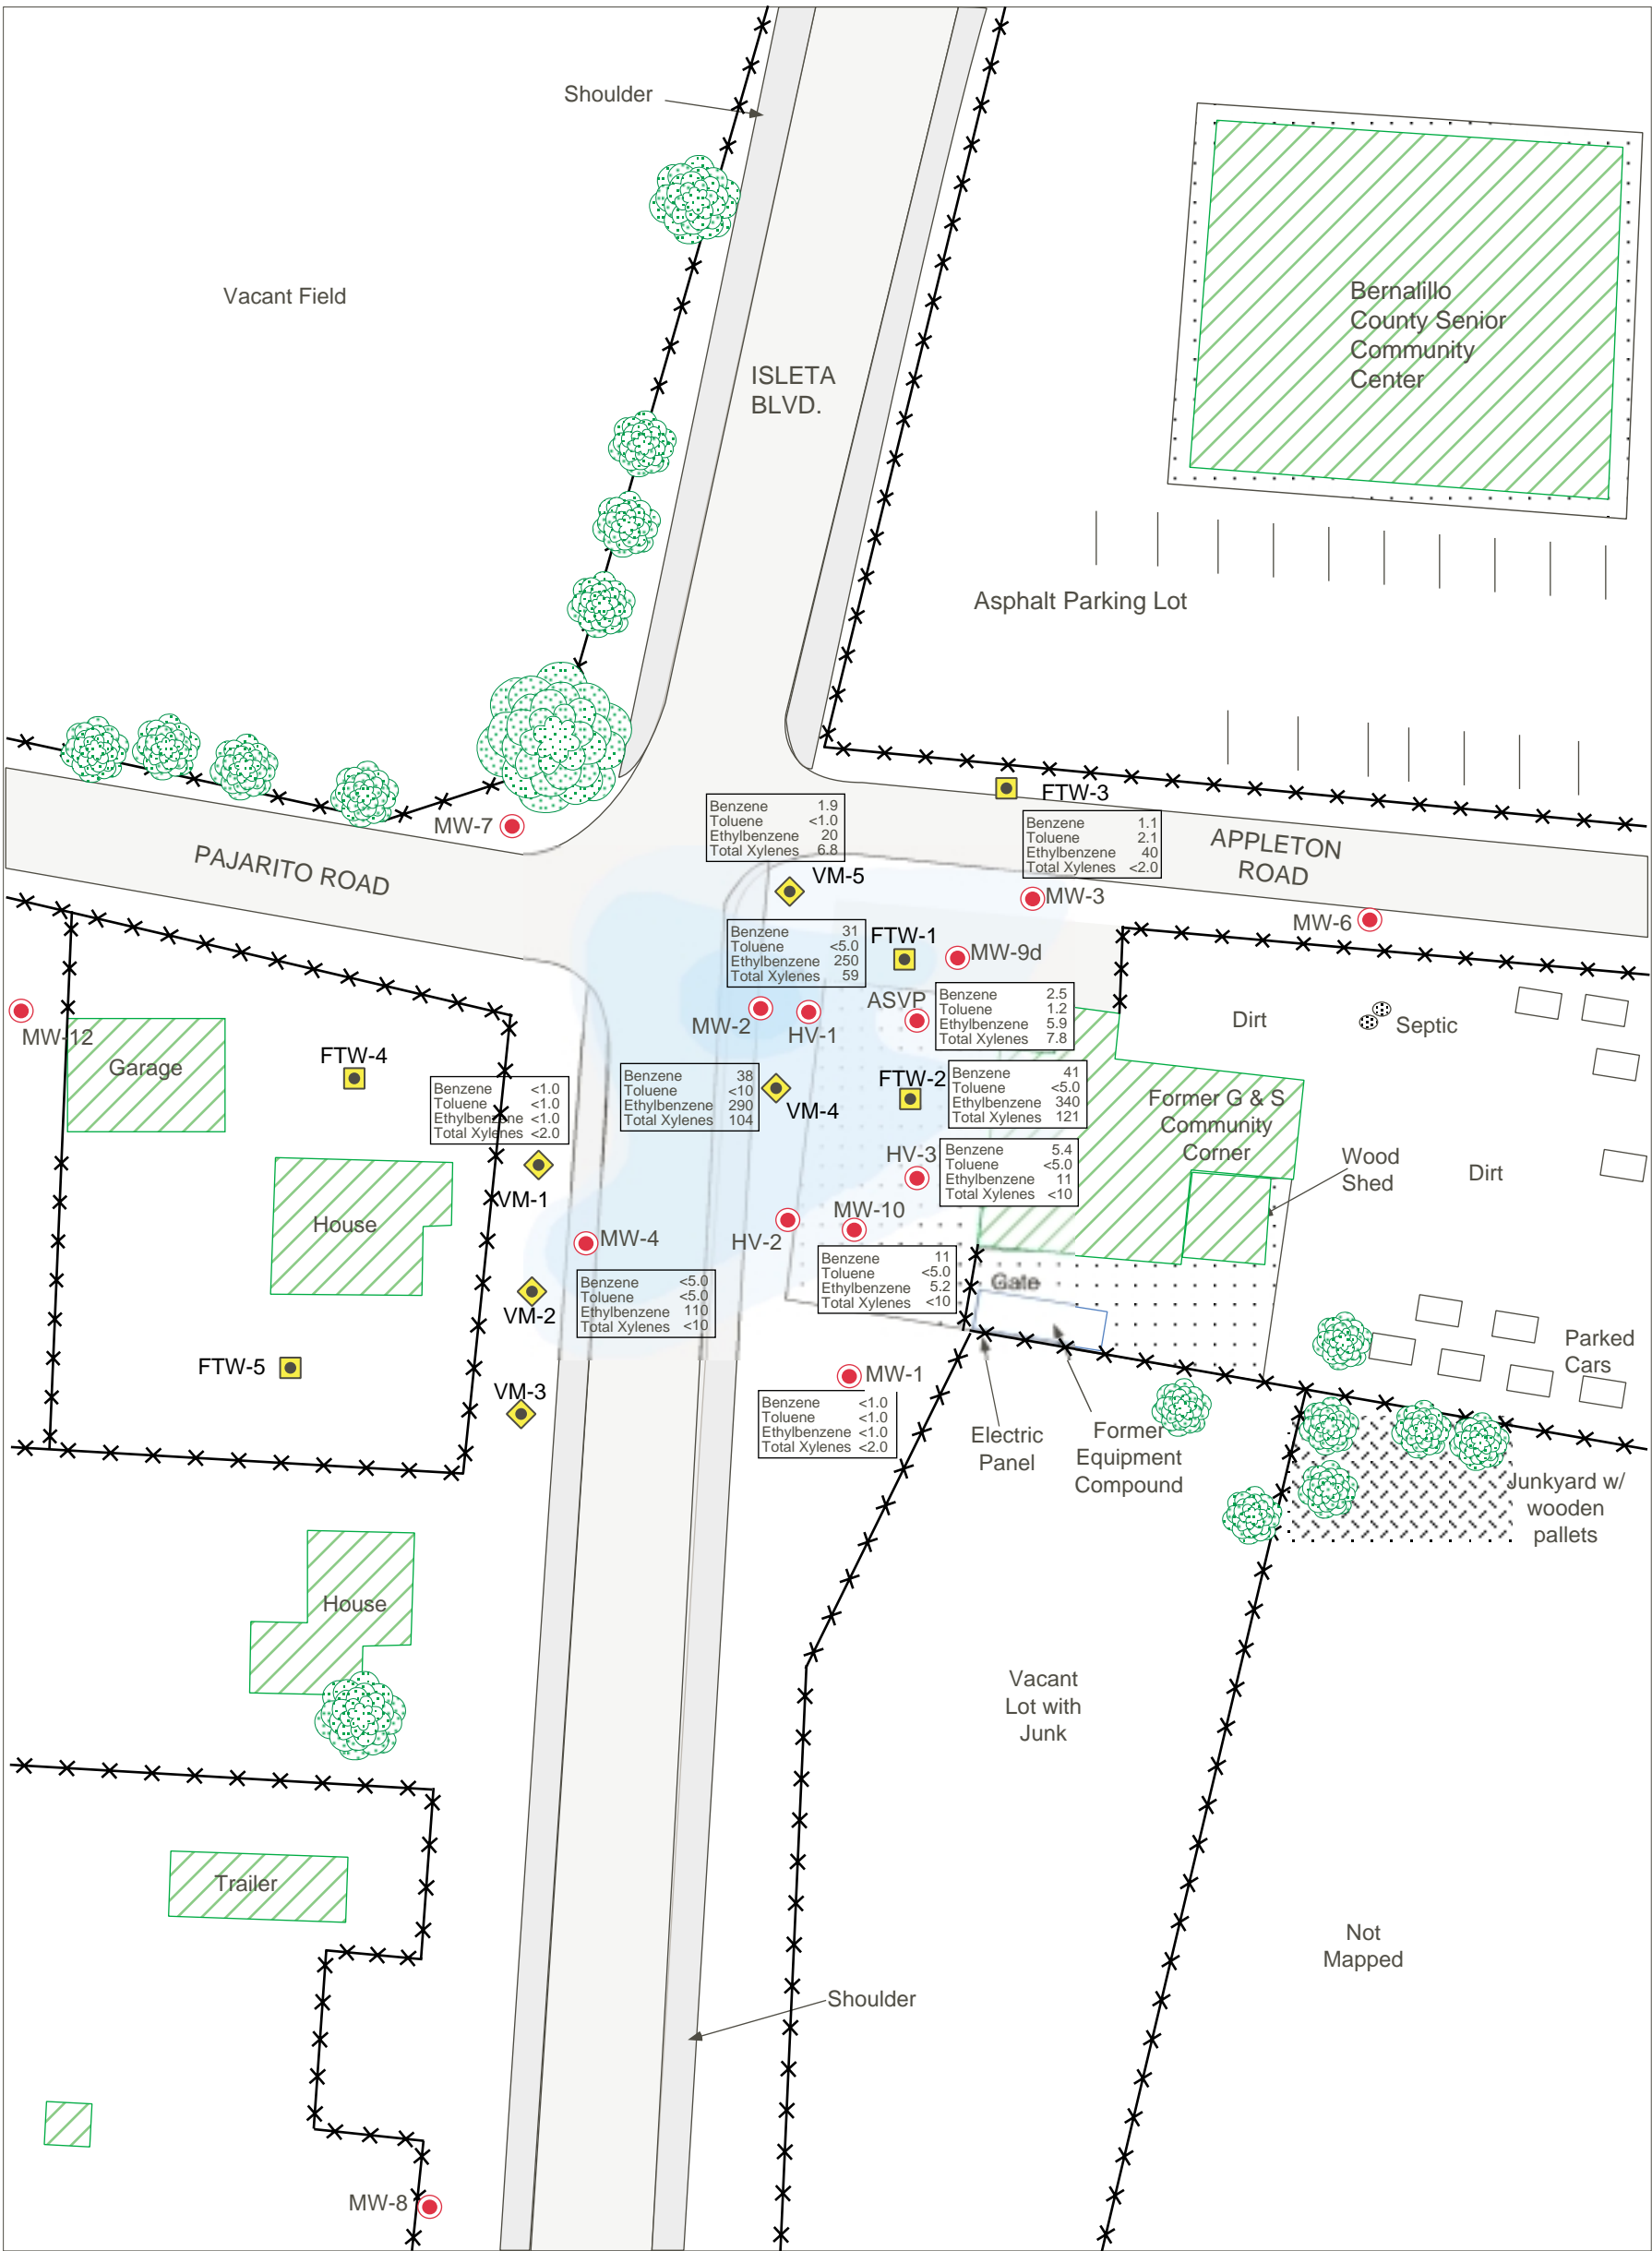 Shoulder
Vacant Field
Bernalillo
County Senior
Community
Center
ISLETA
BLVD.
Asphalt Parking Lot
FTW-3
MW-7
Benzene 1.9
Toluene <1.0
Ethylbenzene 20
Total Xylenes 6.8
Benzene 1.1
Toluene 2.1
Ethylbenzene 40
Total Xylenes <2.0
APPLETON
ROAD
PAJARITO ROAD
VM-5
MW-3
MW-6
Benzene 31
Toluene <5.0
Ethylbenzene 250
Total Xylenes 59
FTW-1
MW-9d
MW-12
MW-2
HV-1
ASVP
Benzene 2.5
Toluene 1.2
Ethylbenzene 5.9
Total Xylenes 7.8
Dirt
Septic
Garage
FTW-4
Benzene <1.0
Toluene <1.0
Ethylbenzene <1.0
Total Xylenes <2.0
Benzene 38
Toluene <10
Ethylbenzene 290
Total Xylenes 104
VM-4
FTW-2
Benzene 41
Toluene <5.0
Ethylbenzene 340
Total Xylenes 121
Former G & S
Community
Corner
HV-3
Benzene 5.4
Toluene <5.0
Ethylbenzene 11
Total Xylenes <10
Wood
Shed
Dirt
VM-1
House
MW-4
HV-2
MW-10
Benzene 11
Toluene <5.0
Ethylbenzene 5.2
Total Xylenes <10
Gate
VM-2
Benzene <5.0
Toluene <5.0
Ethylbenzene 110
Total Xylenes <10
Parked
Cars
FTW-5
VM-3
MW-1
Benzene <1.0
Toluene <1.0
Ethylbenzene <1.0
Total Xylenes <2.0
Electric
Panel
Former
Equipment
Compound
Junkyard w/
wooden
pallets
House
Vacant
Lot with
Junk
Trailer
Not
Mapped
Shoulder
MW-8